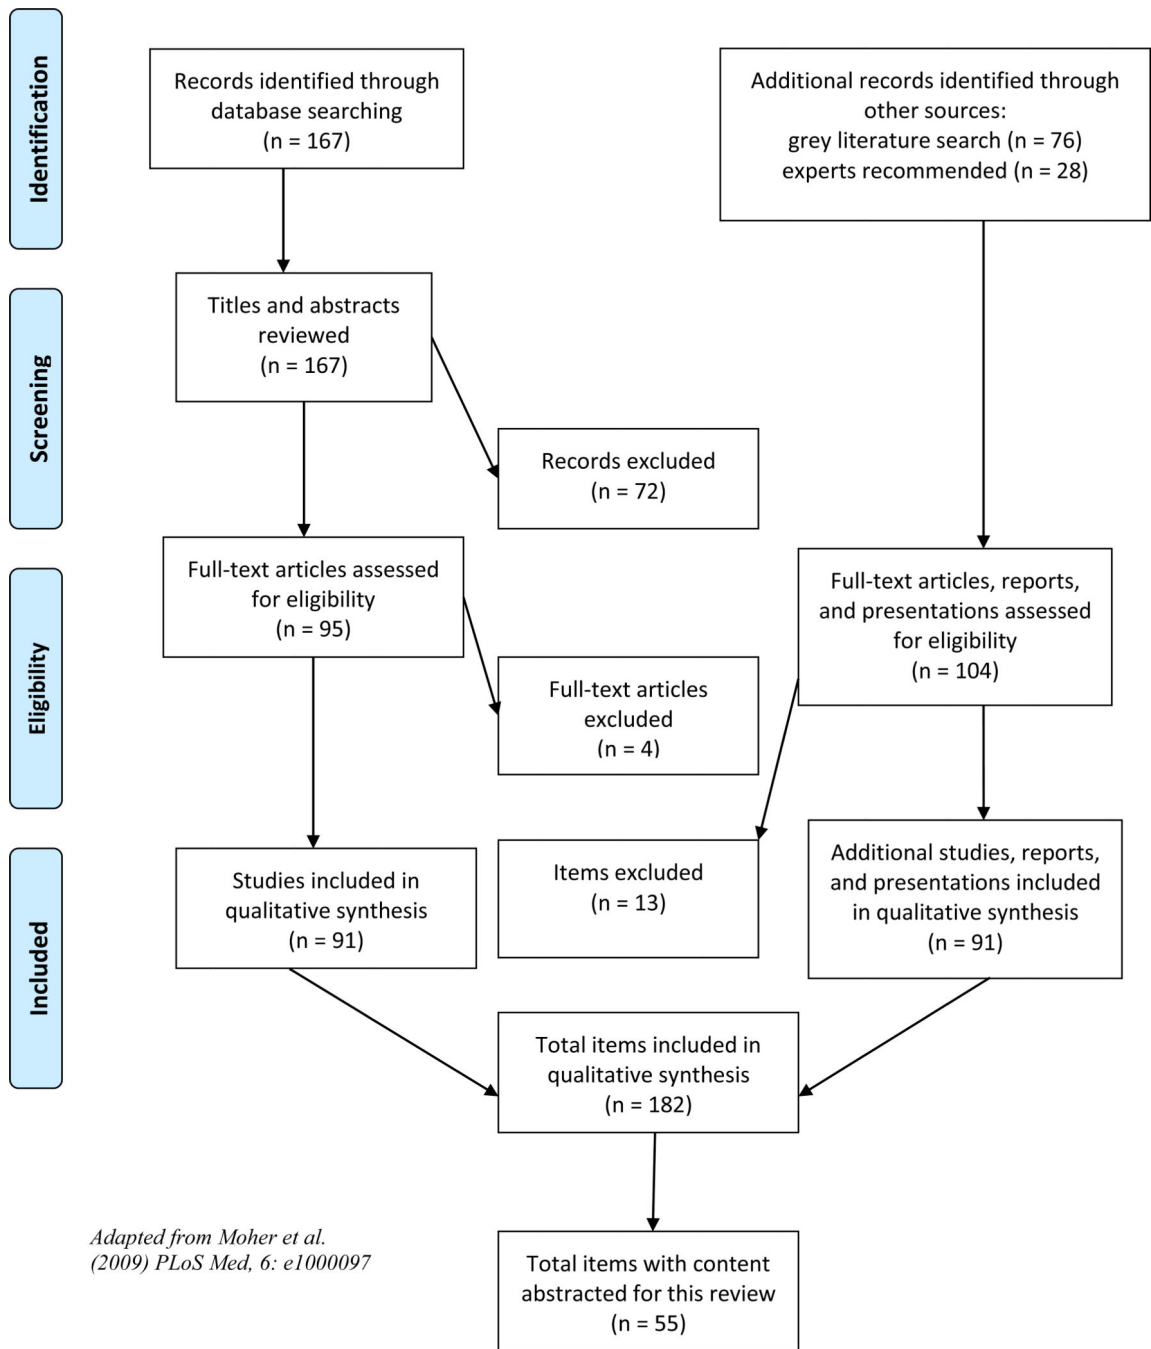 Identification
Records identified through
database searching
(n = 167)
Additional records identified through
other sources:
grey literature search (n = 76)
experts recommended (n = 28)
Screening
Titles and abstracts
reviewed
(n = 167)
Records excluded
(n = 72)
Eligibility
Full-text articles assessed
for eligibility
(n = 95)
Full-text articles, reports,
and presentations assessed
for eligibility
(n = 104)
Full-text articles
excluded
(n = 4)
Included
Studies included in
qualitative synthesis
(n = 91)
Items excluded
(n = 13)
Additional studies, reports,
and presentations included
in qualitative synthesis
(n = 91)
Total items included in
qualitative synthesis
(n = 182)
Adapted from Moher et al.
(2009) PLoS Med, 6: e1000097
Total items with content
abstracted for this review
(n = 55)